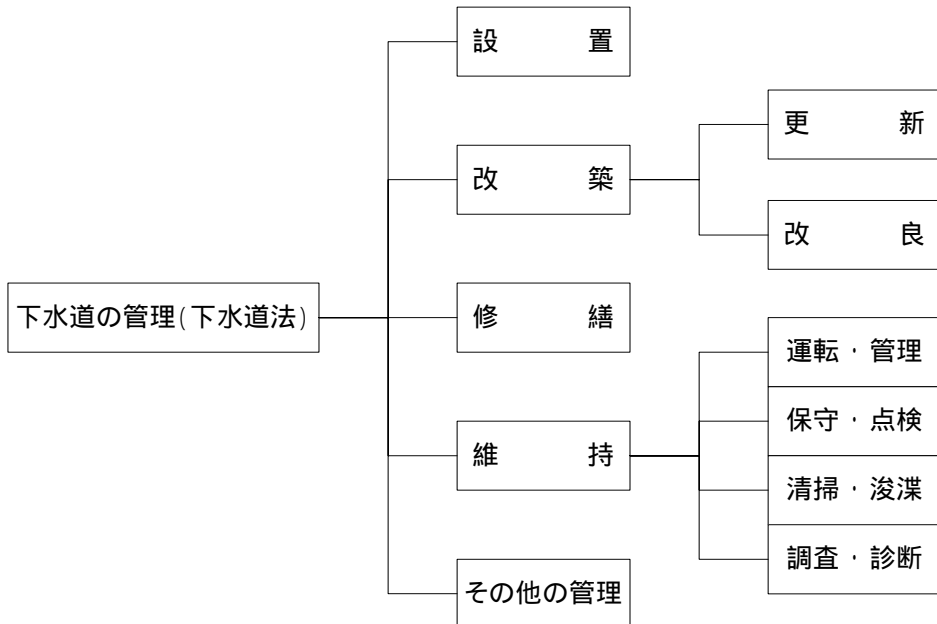 設 置
更 新
改 築
改 良
下水道の管理(下水道法)
修 繕
運転・管理
保守・点検
維 持
清掃・浚渫
調査・診断
その他の管理